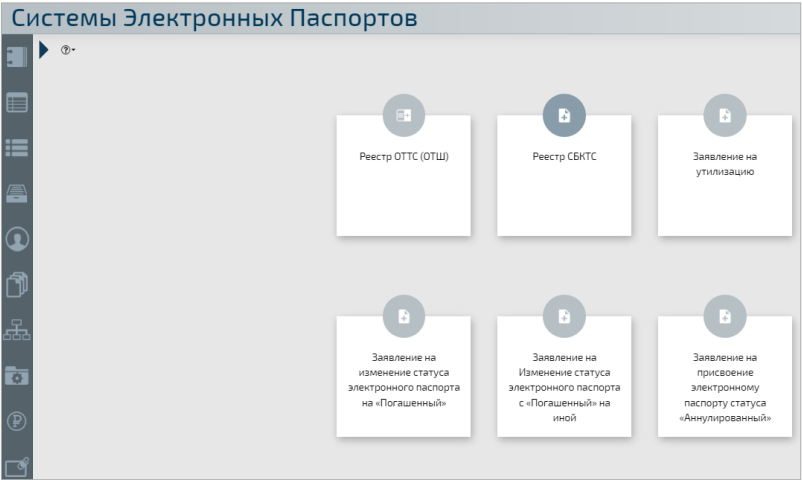 Системы Электронных Паспортов
Реестр ОТТС (ОТШ)
Реестр СБКТС
Заявление на
утилизацию
Заявление на
изменение статуса
электронного паспорта
на «Погашенный»
Заявление на
Изменение статуса
электронного паспорта
с «Погашенный» на
иной
Заявление на
присвоение
электронному
паспорту статуса
«Аннулированный»